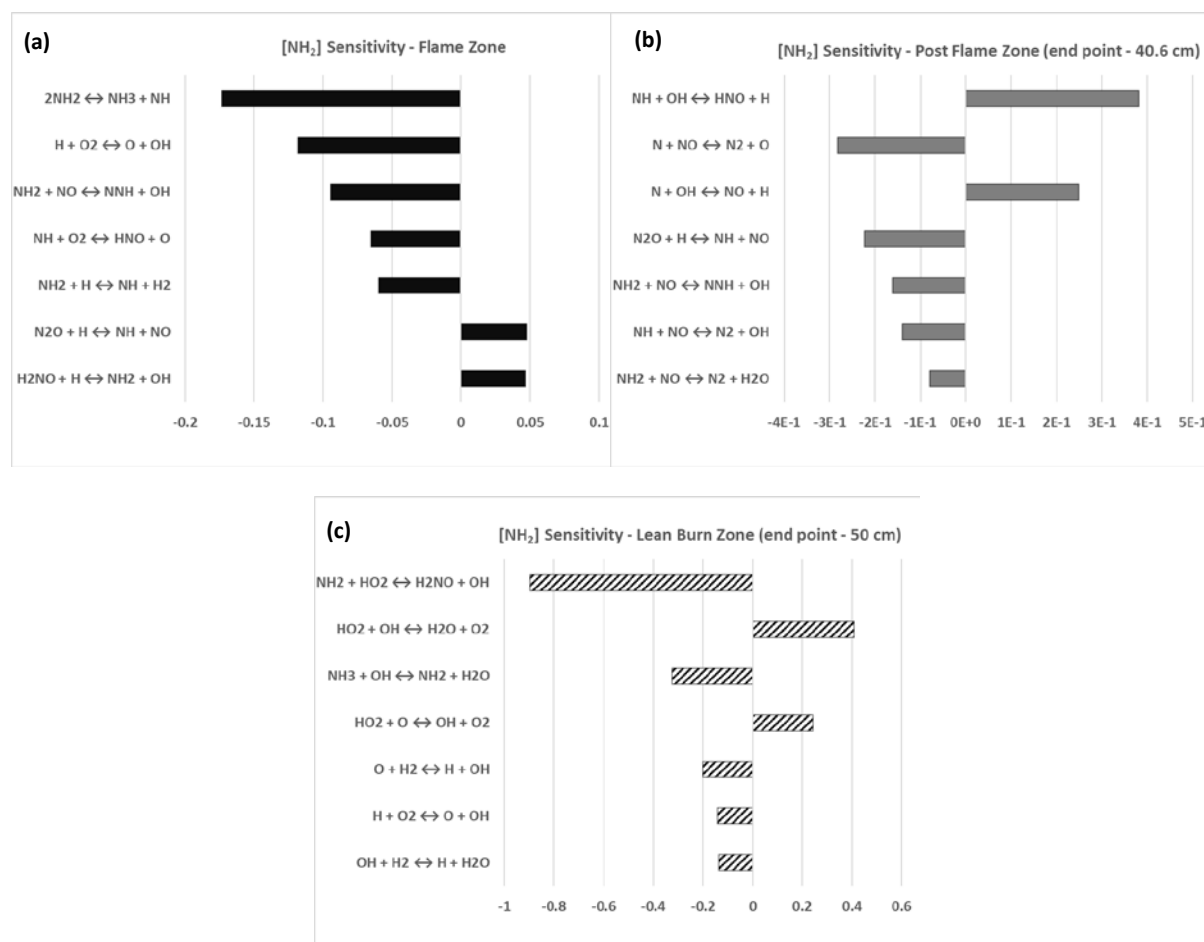 (a)
[NH₂] Sensitivity - Flame Zone
2NH2 ↔ NH3 + NH
H + O2 ↔ O + OH
NH2 + NO ↔ NNH + OH
NH + O2 ↔ HNO + O
NH2 + H ↔ NH + H2
N2O + H ↔ NH + NO
H2NO + H ↔ NH2 + OH
-0.2 -0.15 -0.1 -0.05 0 0.05 0.1
(b)
[NH₂] Sensitivity - Post Flame Zone (end point - 40.6 cm)
NH + OH ↔ HNO + H
N + NO ↔ N2 + O
N + OH ↔ NO + H
N2O + H ↔ NH + NO
NH2 + NO ↔ NNH + OH
NH + NO ↔ N2 + OH
NH2 + NO ↔ N2 + H2O
-4E-1 -3E-1 -2E-1 -1E-1 0E+0 1E-1 2E-1 3E-1 4E-1 5E-1
(c)
[NH₂] Sensitivity - Lean Burn Zone (end point - 50 cm)
NH2 + HO2 ↔ H2NO + OH
HO2 + OH ↔ H2O + O2
NH3 + OH ↔ NH2 + H2O
HO2 + O ↔ OH + O2
O + H2 ↔ H + OH
H + O2 ↔ O + OH
OH + H2 ↔ H + H2O
-1 -0.8 -0.6 -0.4 -0.2 0 0.2 0.4 0.6